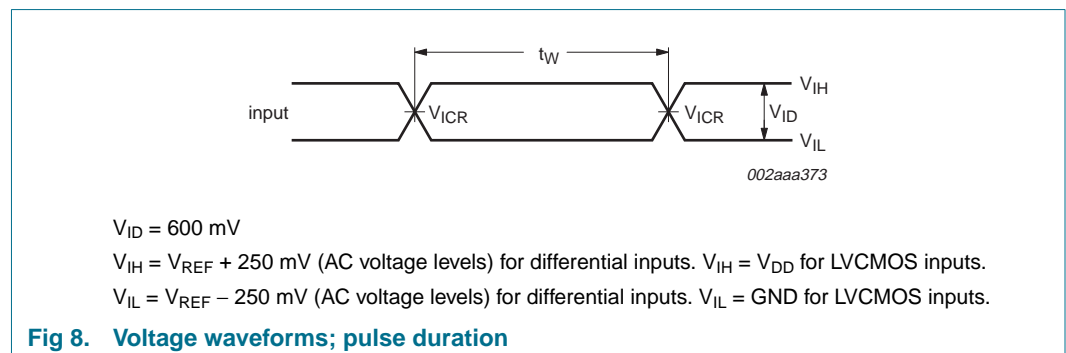 tW
VIH
input
VICR
VICR
VID
VIL
002aaa373
VID = 600 mV
VIH = VREF + 250 mV (AC voltage levels) for differential inputs. VIH = VDD for LVCMOS inputs.
VIL = VREF − 250 mV (AC voltage levels) for differential inputs. VIL = GND for LVCMOS inputs.
Fig 8. Voltage waveforms; pulse duration